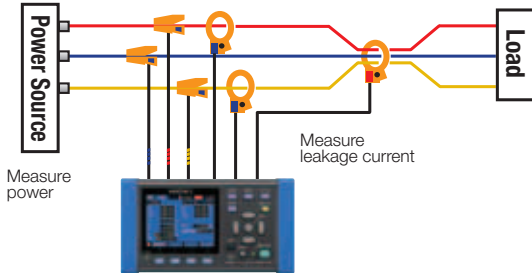 Power Source
Load
Measure
power
Measure
leakage current